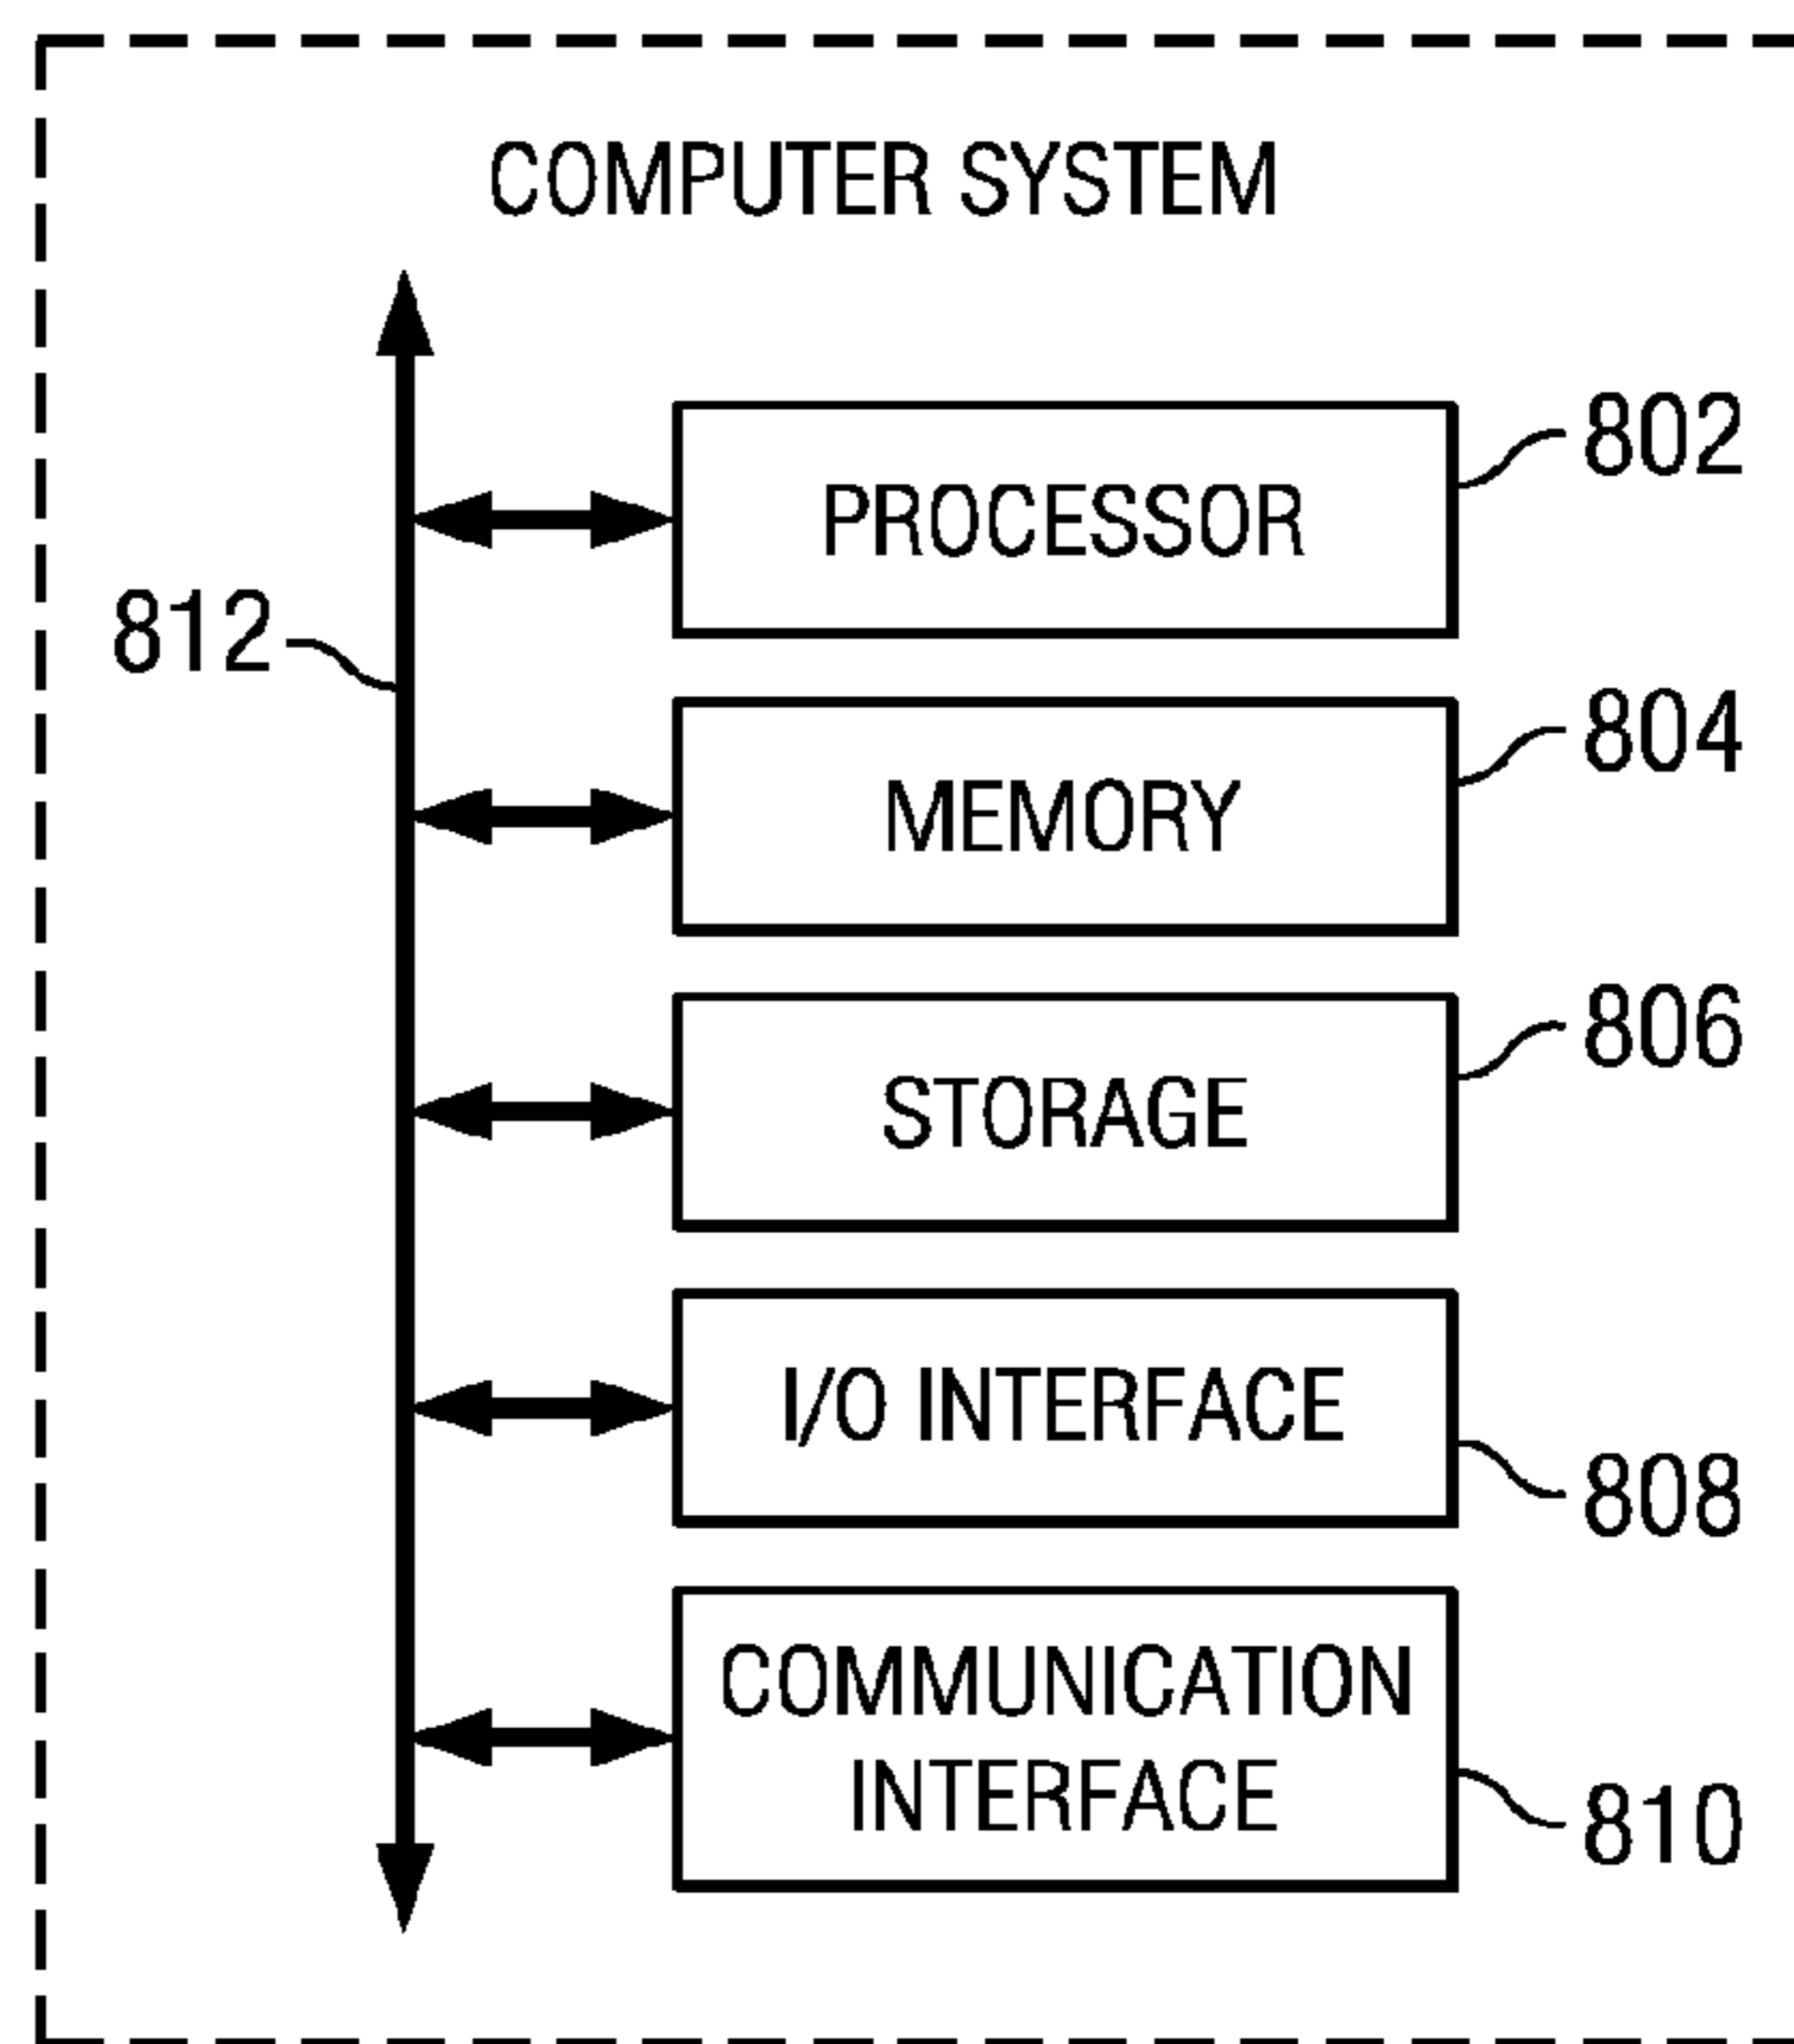 COMPUTER SYSTEM
802
PROCESSOR
812
804
MEMORY
806
STORAGE
I/O INTERFACE
808
COMMUNICATION
INTERFACE
810